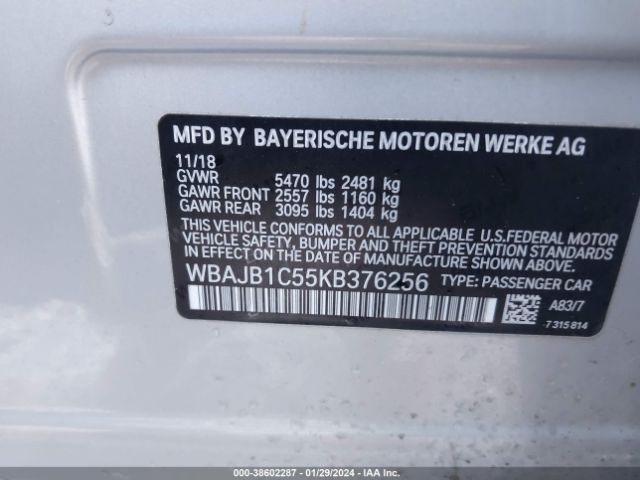 MFD BY BAYERISCHE MOTOREN WERKE AG
11/18
GVWR 5470 lbs 2481 kg
GAWR FRONT 2557 lbs 1160 kg
GAWR REAR 3095 lbs 1404 kg
THIS VEHICLE CONFORMS TO ALL APPLICABLE U.S.FEDERAL MOTOR
VEHICLE SAFETY, BUMPER AND THEFT PREVENTION STANDARDS
IN EFFECT ON THE DATE OF MANUFACTURE SHOWN ABOVE.
WBAJB1C55KB376256 TYPE: PASSENGER CAR
A83/7
7315814
000-38602287 - 01/29/2024 - IAA Inc.